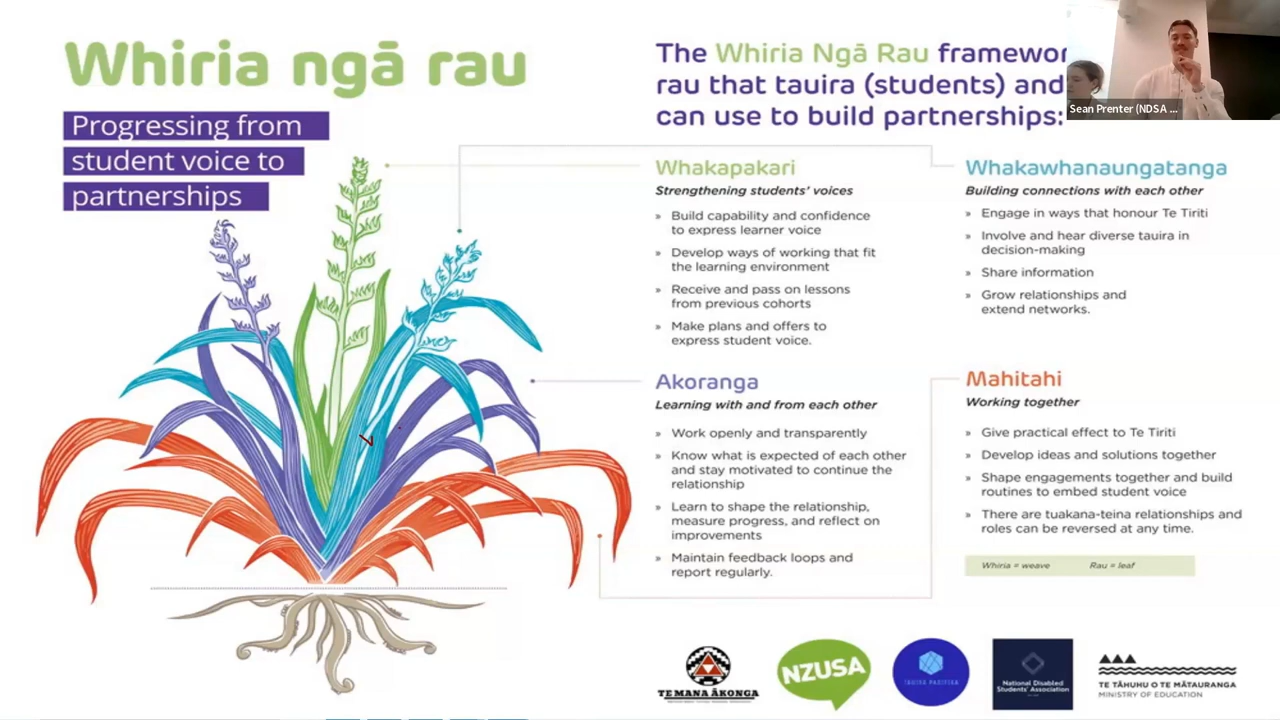 Whiria ngā rau
Progressing from
student voice to
partnerships
The Whiria Ngā Rau
rau that tauira (students) and
can use to build partnerships:
Sean Prenter (NDSA ...
Whakapakari
Strengthening students' voices
» Build capability and confidence
to express learner voice
» Develop ways of working that fit
the learning environment
» Receive and pass on lessons
from previous cohorts
» Make plans and offers to
express student voice.
Whakawhanaungatanga
Building connections with each other
» Engage in ways that honour Te Tiriti
» Involve and hear diverse tauira in
decision-making
» Share information
» Grow relationships and
extend networks.
Akoranga
Learning with and from each other
» Work openly and transparently
» Know what is expected of each other
and stay motivated to continue the
relationship
» Learn to shape the relationship,
measure progress, and reflect on
improvements
» Maintain feedback loops and
report regularly.
Mahitahi
Working together
» Give practical effect to Te Tiriti
» Develop ideas and solutions together
» Shape engagements together and build
routines to embed student voice
» There are tuakana-teina relationships and
roles can be reversed at any time.
Whiria = weave Rau = leaf
TE MANA ĀKONGA
NZUSA
TAUIRA PASIFIKA
National Disabled
Students' Association
TE TĀHUHU O TE MĀTAURANGA
MINISTRY OF EDUCATION